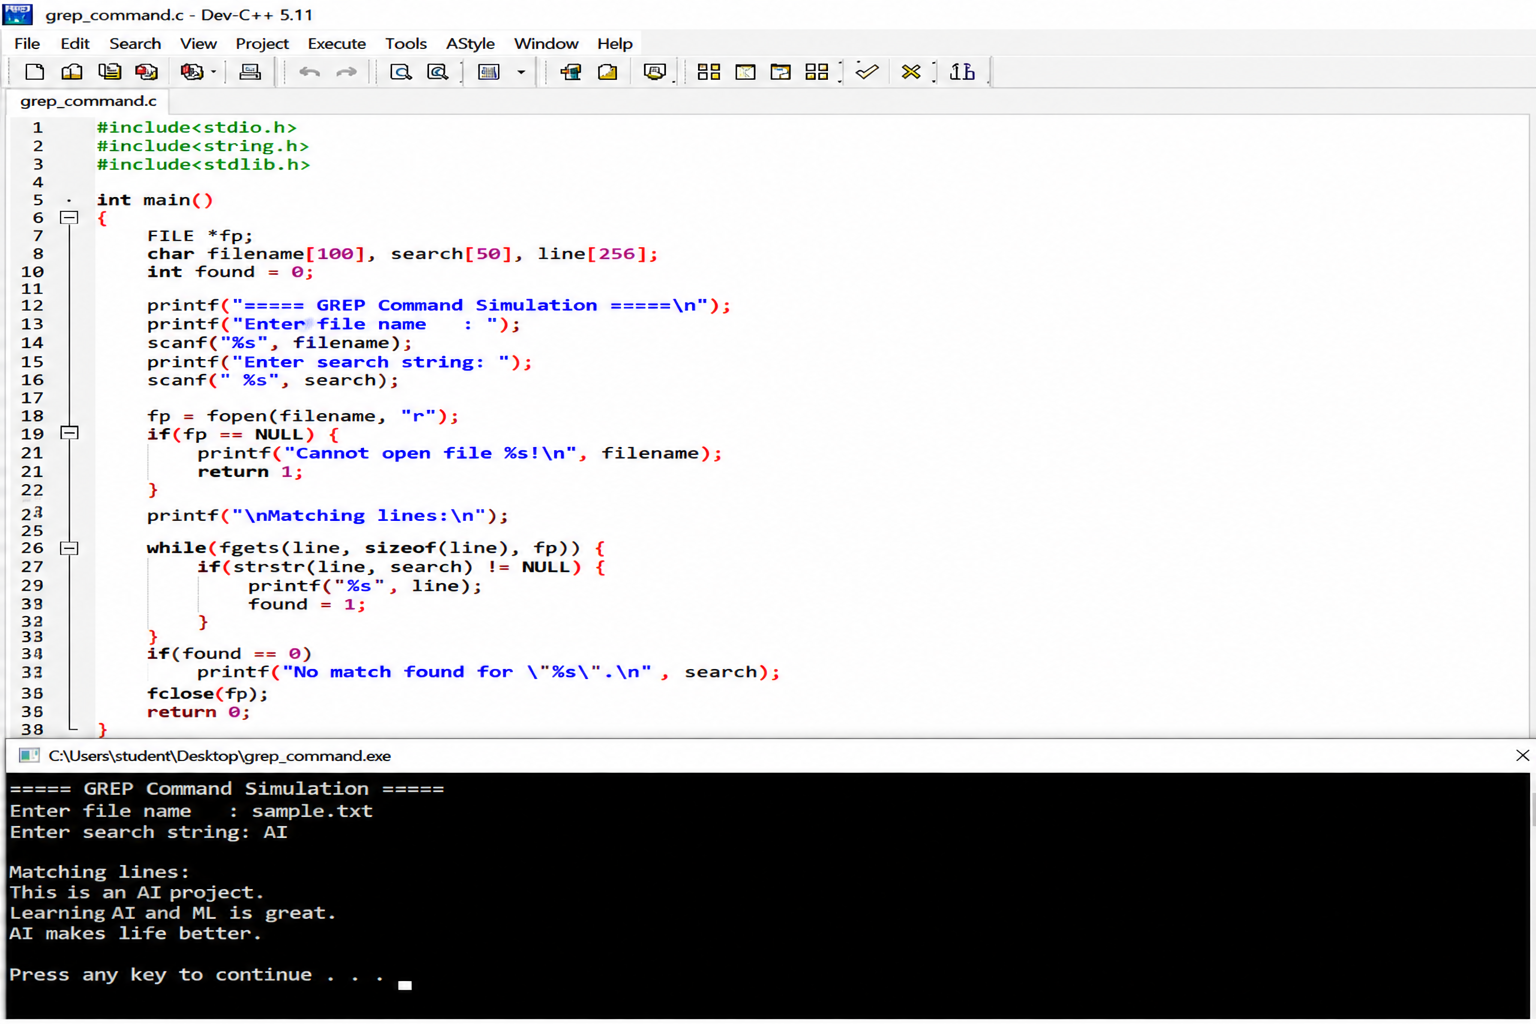 grep_command.c - Dev-C++ 5.11
File Edit Search View Project Execute Tools AStyle Window Help
grep_command.c
1 #include<stdio.h>
2 #include<string.h>
3 #include<stdlib.h>
4
5 int main()
6 {
7 FILE *fp;
8 char filename[100], search[50], line[256];
10 int found = 0;
11
12 printf("===== GREP Command Simulation =====\n");
13 printf("Enter file name   : ");
14 scanf("%s", filename);
15 printf("Enter search string: ");
16 scanf(" %s", search);
17
18 fp = fopen(filename, "r");
19 if(fp == NULL) {
21 printf("Cannot open file %s!\n", filename);
21 return 1;
22 }
printf("\nMatching lines:\n");
25
26 while(fgets(line, sizeof(line), fp)) {
27 if(strstr(line, search) != NULL) {
29 printf("%s", line);
found = 1;
}
}
if(found == 0)
printf("No match found for \"%s\".\n" , search);
fclose(fp);
return 0;
38 }
C:\Users\student\Desktop\grep_command.exe
===== GREP Command Simulation =====
Enter file name   : sample.txt
Enter search string: AI
Matching lines:
This is an AI project.
Learning AI and ML is great.
AI makes life better.
Press any key to continue . . .